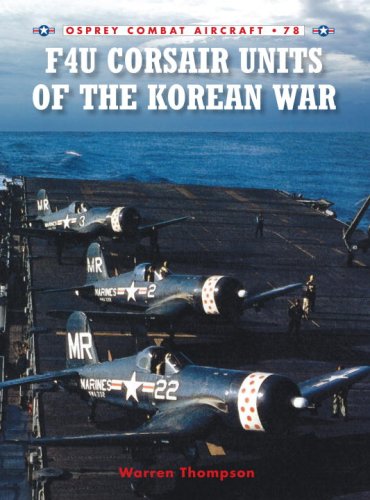 OSPREY COMBAT AIRCRAFT • 78
F4U CORSAIR UNITS
OF THE KOREAN WAR
MR
3
MR
MARINES
2
MR
MARINES
22
Warren Thompson